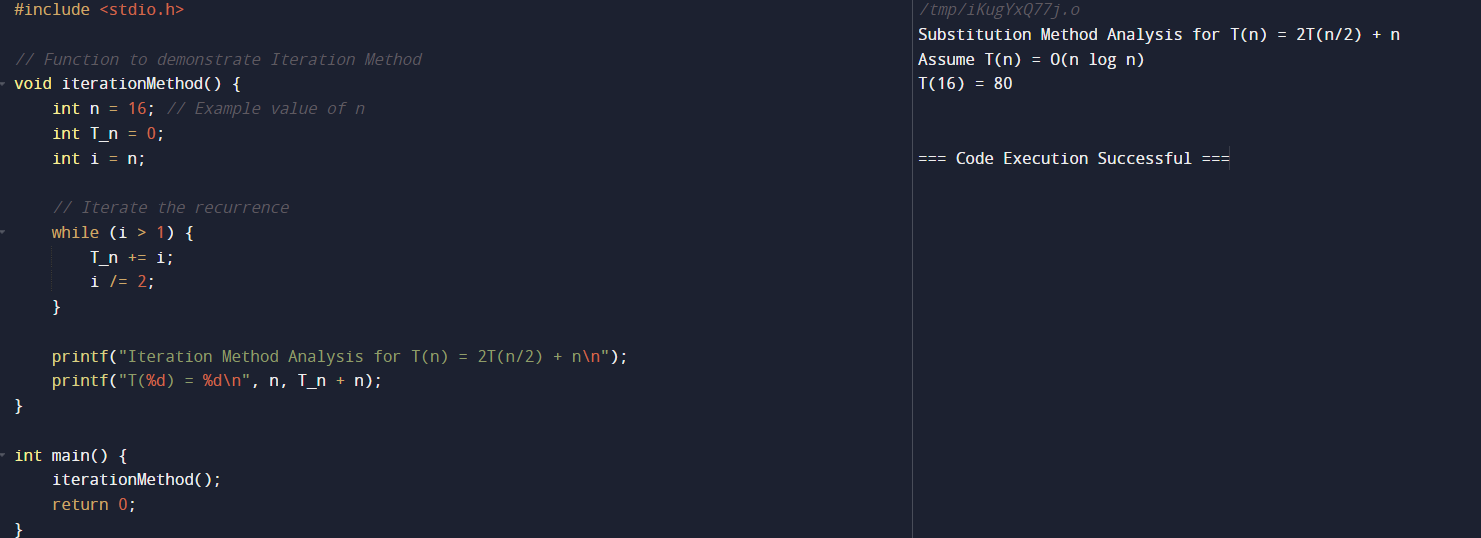 #include <stdio.h>
// Function to demonstrate Iteration Method
void iterationMethod() {
    int n = 16; // Example value of n
    int T_n = 0;
    int i = n;
    // Iterate the recurrence
    while (i > 1) {
        T_n += i;
        i /= 2;
    }
    printf("Iteration Method Analysis for T(n) = 2T(n/2) + n\n");
    printf("T(%d) = %d\n", n, T_n + n);
}
int main() {
    iterationMethod();
    return 0;
}
/tmp/iKugYxQ77j.o
Substitution Method Analysis for T(n) = 2T(n/2) + n
Assume T(n) = O(n log n)
T(16) = 80
=== Code Execution Successful ===